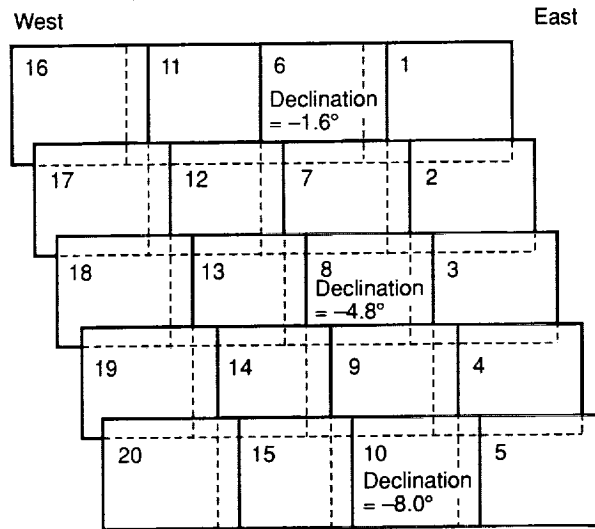 West East
16 11 6 1
Declination
= –1.6°
17 12 7 2
18 13 8 3
Declination
= –4.8°
19 14 9 4
20 15 10 5
Declination
= –8.0°